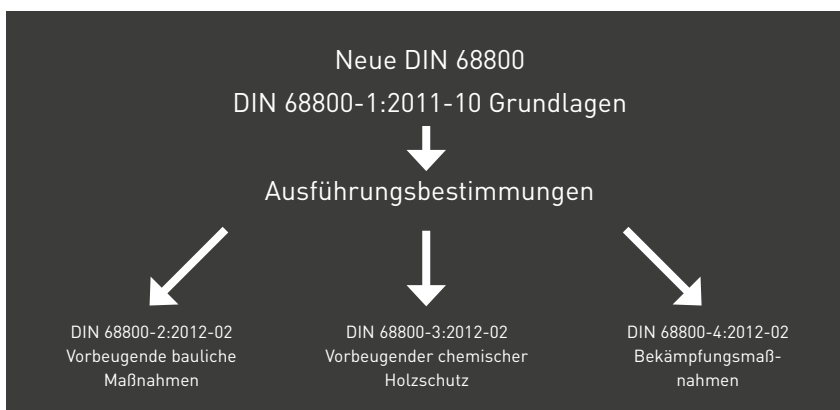 Neue DIN 68800
DIN 68800-1:2011-10 Grundlagen
Ausführungsbestimmungen
DIN 68800-2:2012-02
Vorbeugende bauliche
Maßnahmen
DIN 68800-3:2012-02
Vorbeugender chemischer
Holzschutz
DIN 68800-4:2012-02
Bekämpfungsmaß-
nahmen